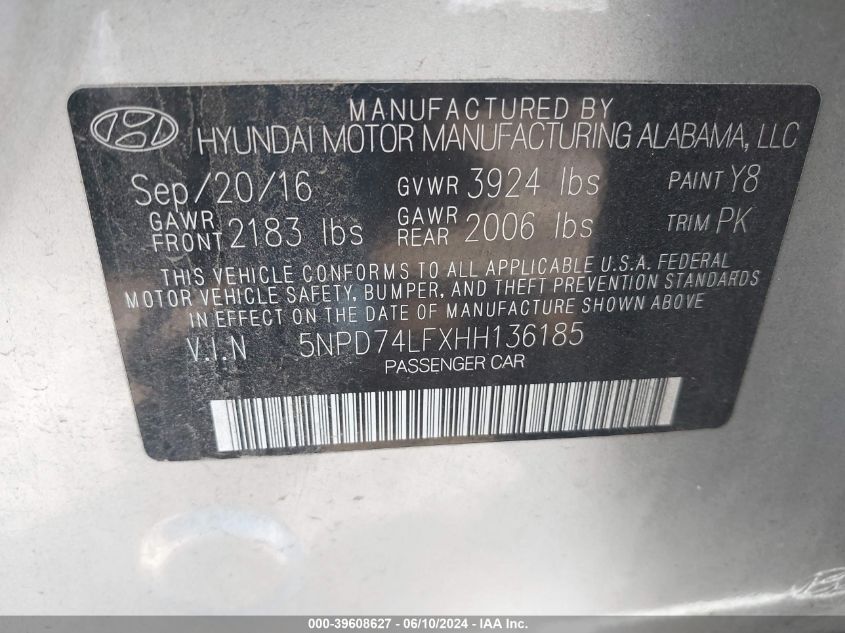 MANUFACTURED BY
HYUNDAI MOTOR MANUFACTURING ALABAMA, LLC
Sep/20/16 GVWR 3924 lbs PAINT Y8
GAWR FRONT 2183 lbs GAWR REAR 2006 lbs TRIM PK
THIS VEHICLE CONFORMS TO ALL APPLICABLE U.S.A. FEDERAL
MOTOR VEHICLE SAFETY, BUMPER, AND THEFT PREVENTION STANDARDS
IN EFFECT ON THE DATE OF MANUFACTURE SHOWN ABOVE
V.I.N 5NPD74LFXHH136185
PASSENGER CAR
000-39608627 - 06/10/2024 - IAA Inc.